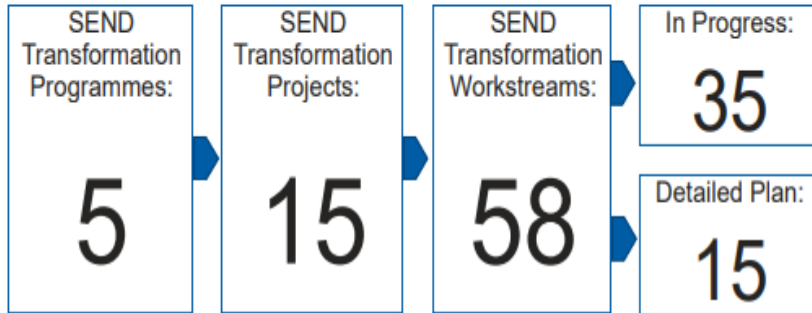 SEND
Transformation
Programmes:
5
SEND
Transformation
Projects:
15
SEND
Transformation
Workstreams:
58
In Progress:
35
Detailed Plan:
15